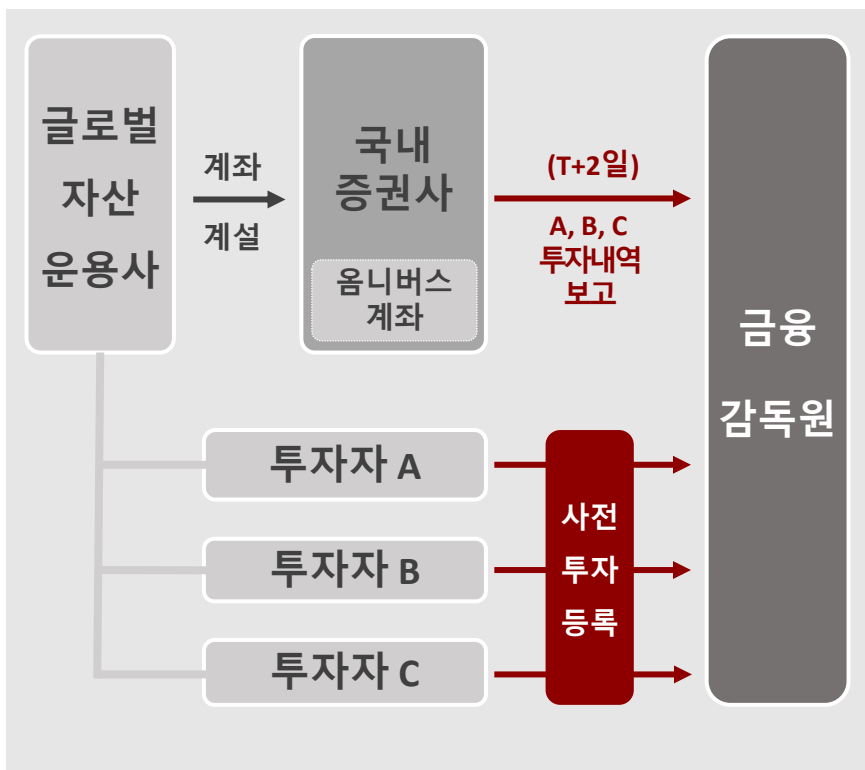 글로벌
자산
운용사
계좌
계설
국내
증권사
옴니버스
계좌
(T+2일)
A, B, C
투자내역
보고
금융
감독원
투자자 A
투자자 B
투자자 C
사전
투자
등록